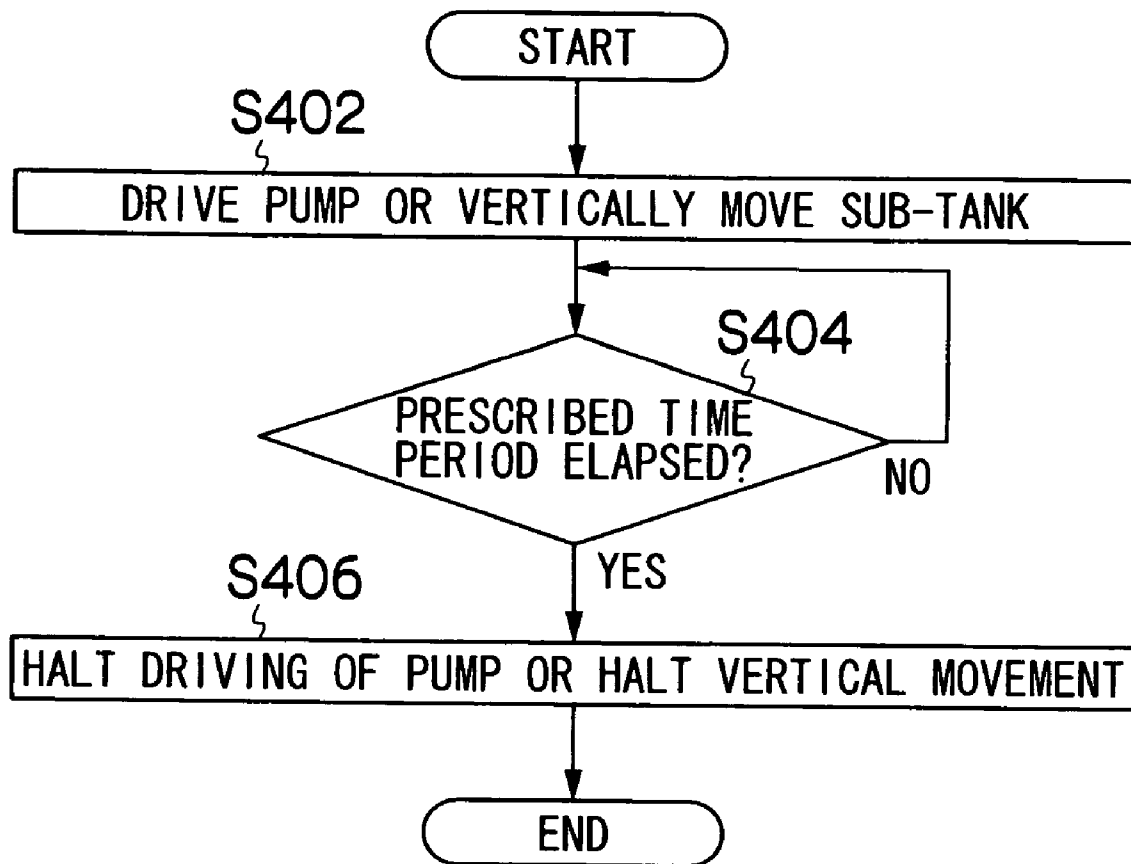 START
S402
DRIVE PUMP OR VERTICALLY MOVE SUB-TANK
S404
PRESCRIBED TIME
PERIOD ELAPSED?
NO
YES
S406
HALT DRIVING OF PUMP OR HALT VERTICAL MOVEMENT
END